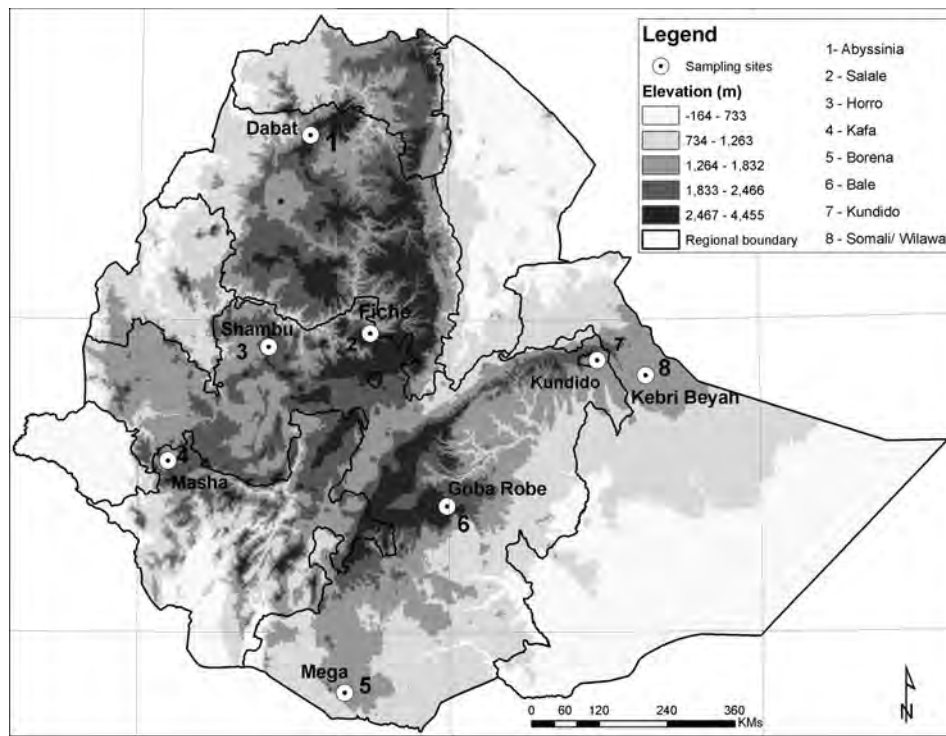 Legend
Sampling sites
Elevation (m)
-164 - 733
734 - 1,263
1,264 - 1,832
1,833 - 2,466
2,467 - 4,455
Regional boundary
1- Abyssinia
2 - Salale
3 - Horro
4 - Kafa
5 - Borena
6 - Bale
7 - Kundido
8 - Somali/ Wilawa
Dabat
1
Fiche
2
Shambu
3
7
Kundido
8
Kebri Beyah
4
Masha
Goba Robe
6
Mega
5
N
0 60 120 240 360
KMs